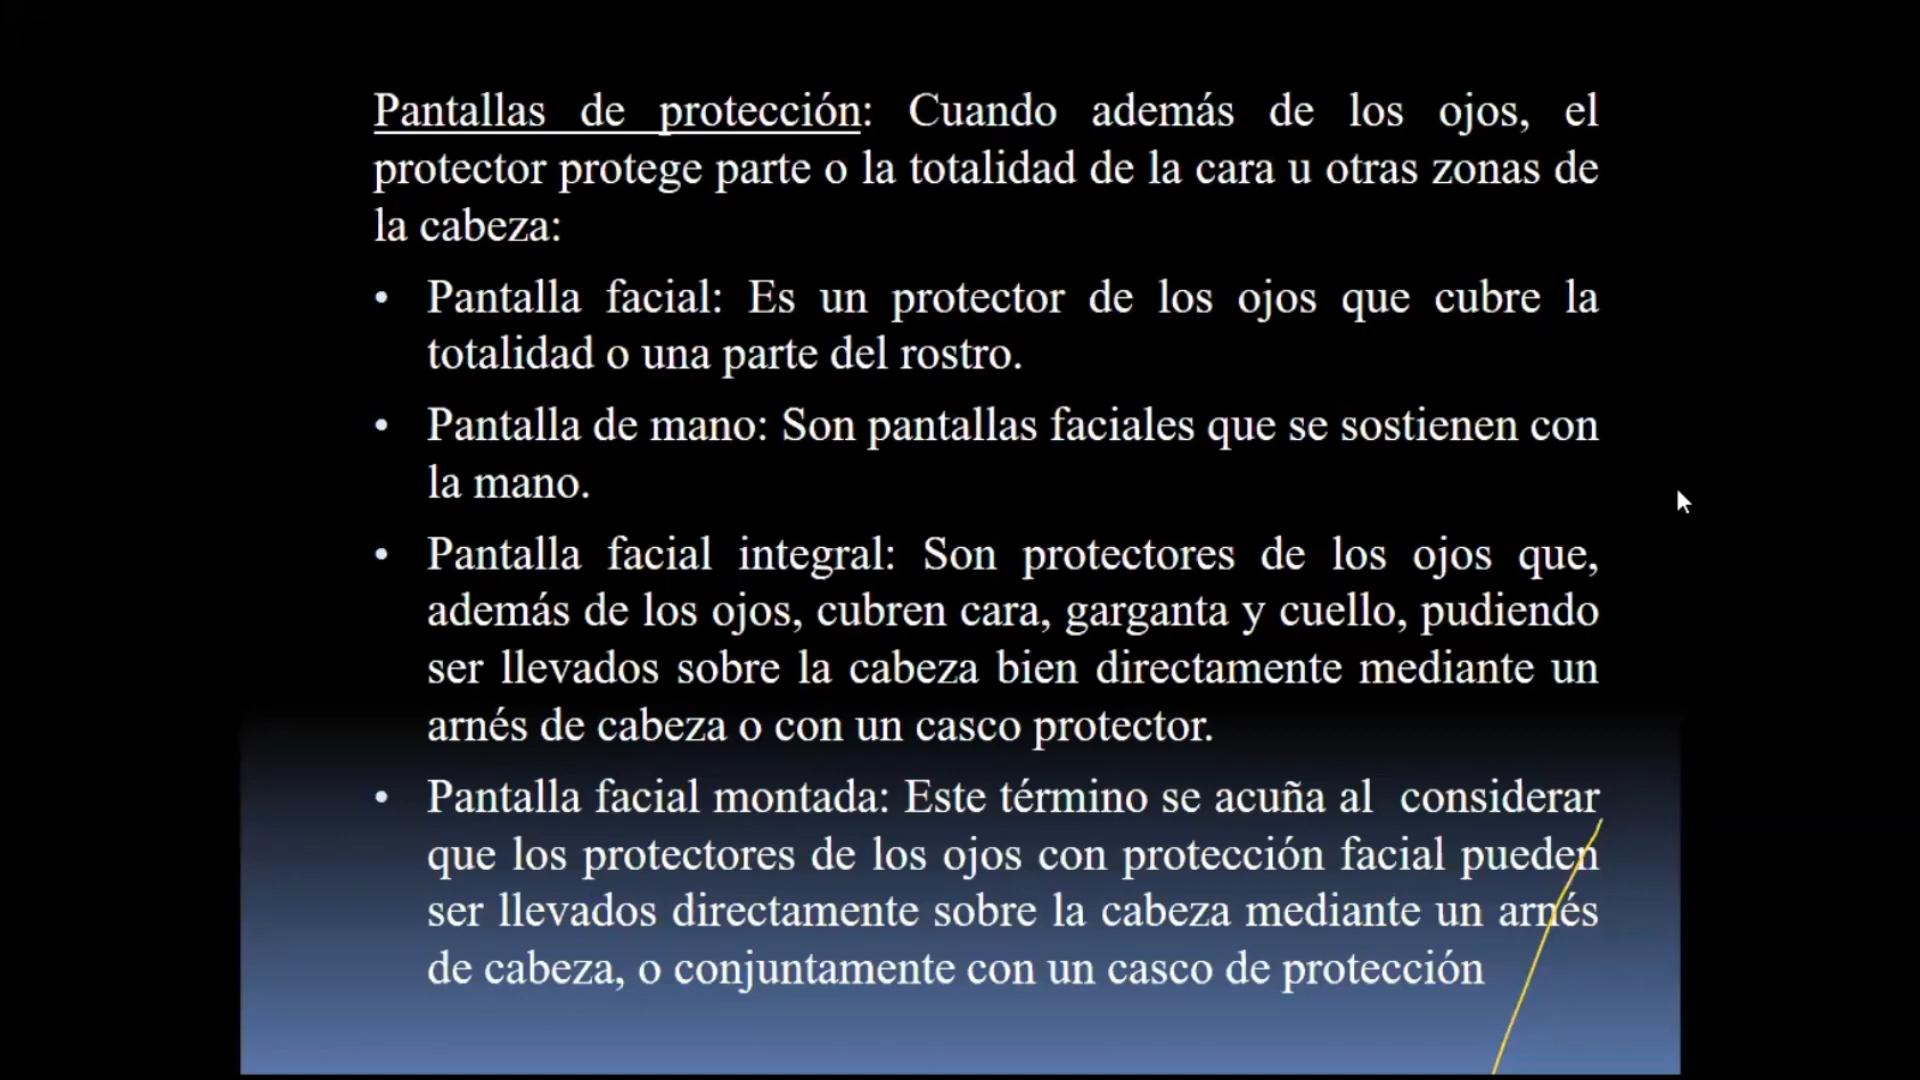 Pantallas de protección: Cuando además de los ojos, el
protector protege parte o la totalidad de la cara u otras zonas de
la cabeza:
• Pantalla facial: Es un protector de los ojos que cubre la
totalidad o una parte del rostro.
• Pantalla de mano: Son pantallas faciales que se sostienen con
la mano.
• Pantalla facial integral: Son protectores de los ojos que,
además de los ojos, cubren cara, garganta y cuello, pudiendo
ser llevados sobre la cabeza bien directamente mediante un
arnés de cabeza o con un casco protector.
• Pantalla facial montada: Este término se acuña al  considerar
que los protectores de los ojos con protección facial pueden
ser llevados directamente sobre la cabeza mediante un arnés
de cabeza, o conjuntamente con un casco de protección